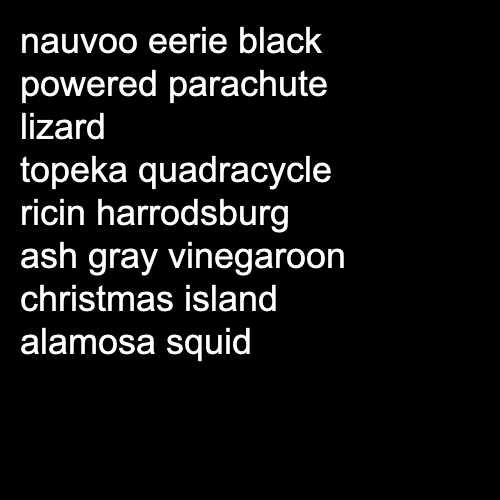 nauvoo eerie black
powered parachute
lizard
topeka quadracycle
ricin harrodsburg
ash gray vinegaroon
christmas island
alamosa squid